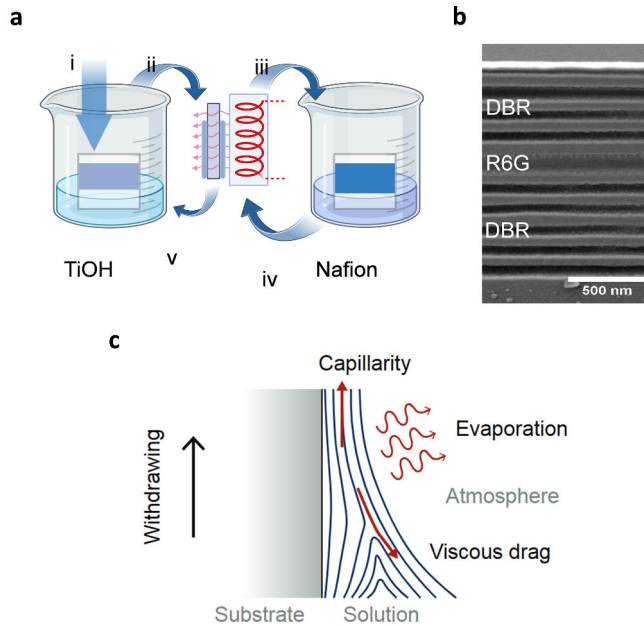 a
i
ii
iii
TiOH
v
iv
Nafion
b
DBR
R6G
DBR
500 nm
c
Capillarity
Evaporation
Withdrawing
Atmosphere
Viscous drag
Substrate
Solution